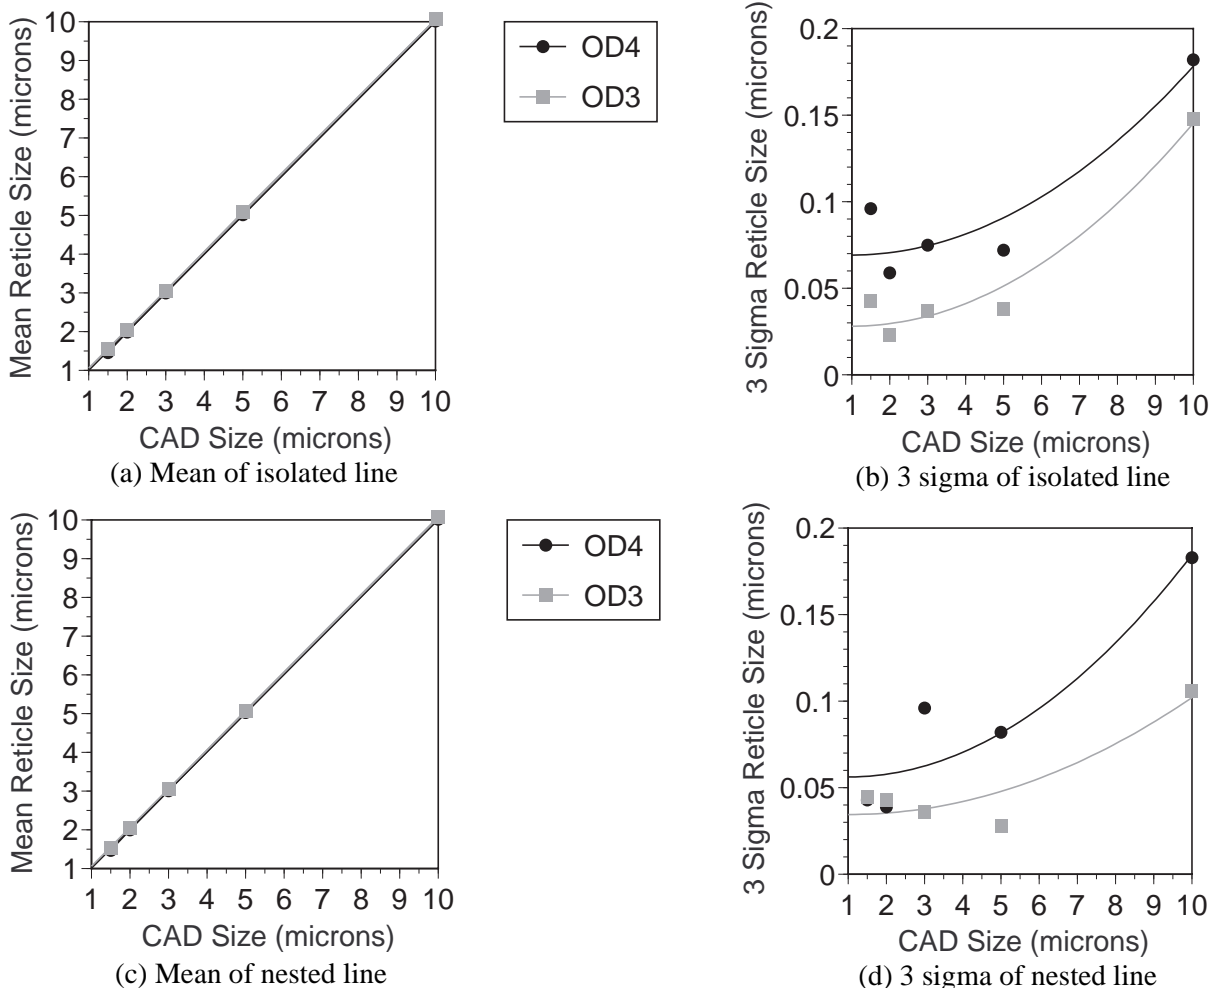 10
9
8
7
6
5
4
3
2
1
Mean Reticle Size (microns)
1 2 3 4 5 6 7 8 9 10
CAD Size (microns)
(a) Mean of isolated line
OD4
OD3
0.2
0.15
0.1
0.05
0
3 Sigma Reticle Size (microns)
1 2 3 4 5 6 7 8 9 10
CAD Size (microns)
(b) 3 sigma of isolated line
10
9
8
7
6
5
4
3
2
1
Mean Reticle Size (microns)
1 2 3 4 5 6 7 8 9 10
CAD Size (microns)
(c) Mean of nested line
OD4
OD3
0.2
0.15
0.1
0.05
0
3 Sigma Reticle Size (microns)
1 2 3 4 5 6 7 8 9 10
CAD Size (microns)
(d) 3 sigma of nested line